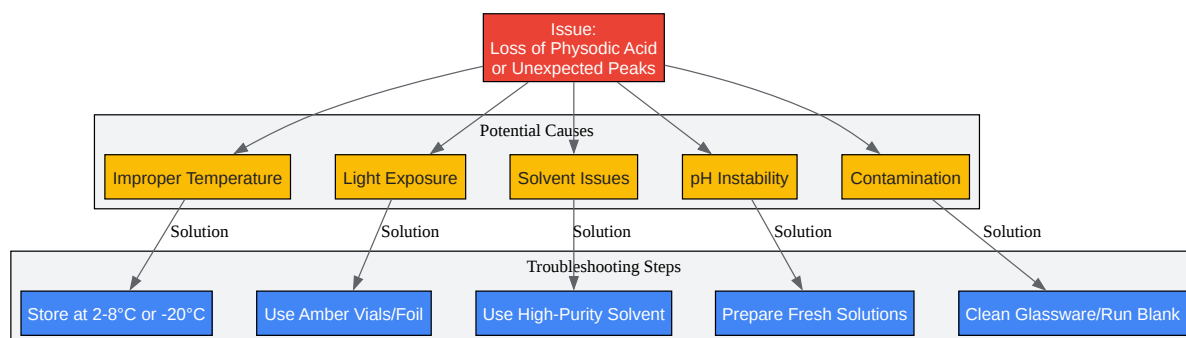 Issue:
Loss of Physodic Acid
or Unexpected Peaks
Potential Causes
Improper Temperature
Light Exposure
Solvent Issues
pH Instability
Contamination
Solution
Solution
Solution
Solution
Solution
Troubleshooting Steps
Store at 2-8°C or -20°C
Use Amber Vials/Foil
Use High-Purity Solvent
Prepare Fresh Solutions
Clean Glassware/Run Blank